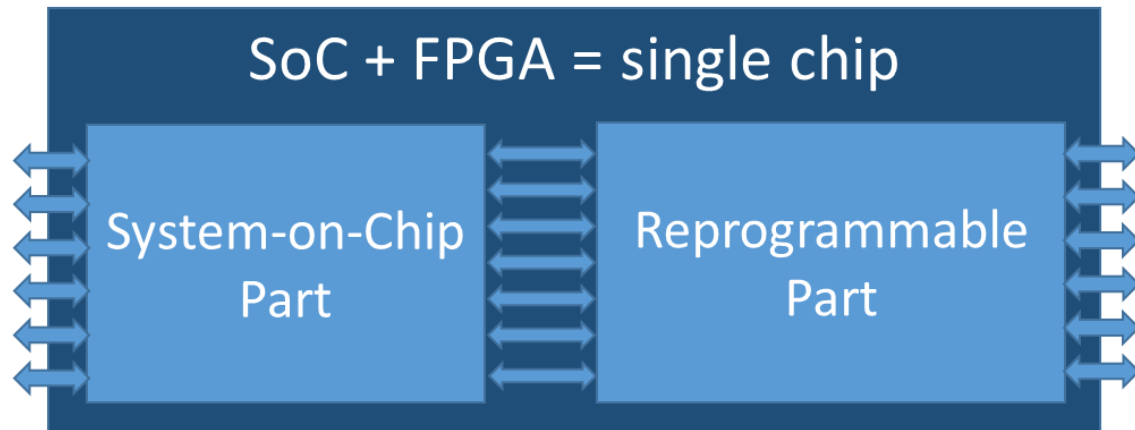 SoC + FPGA = single chip
System-on-Chip
Part
Reprogrammable
Part